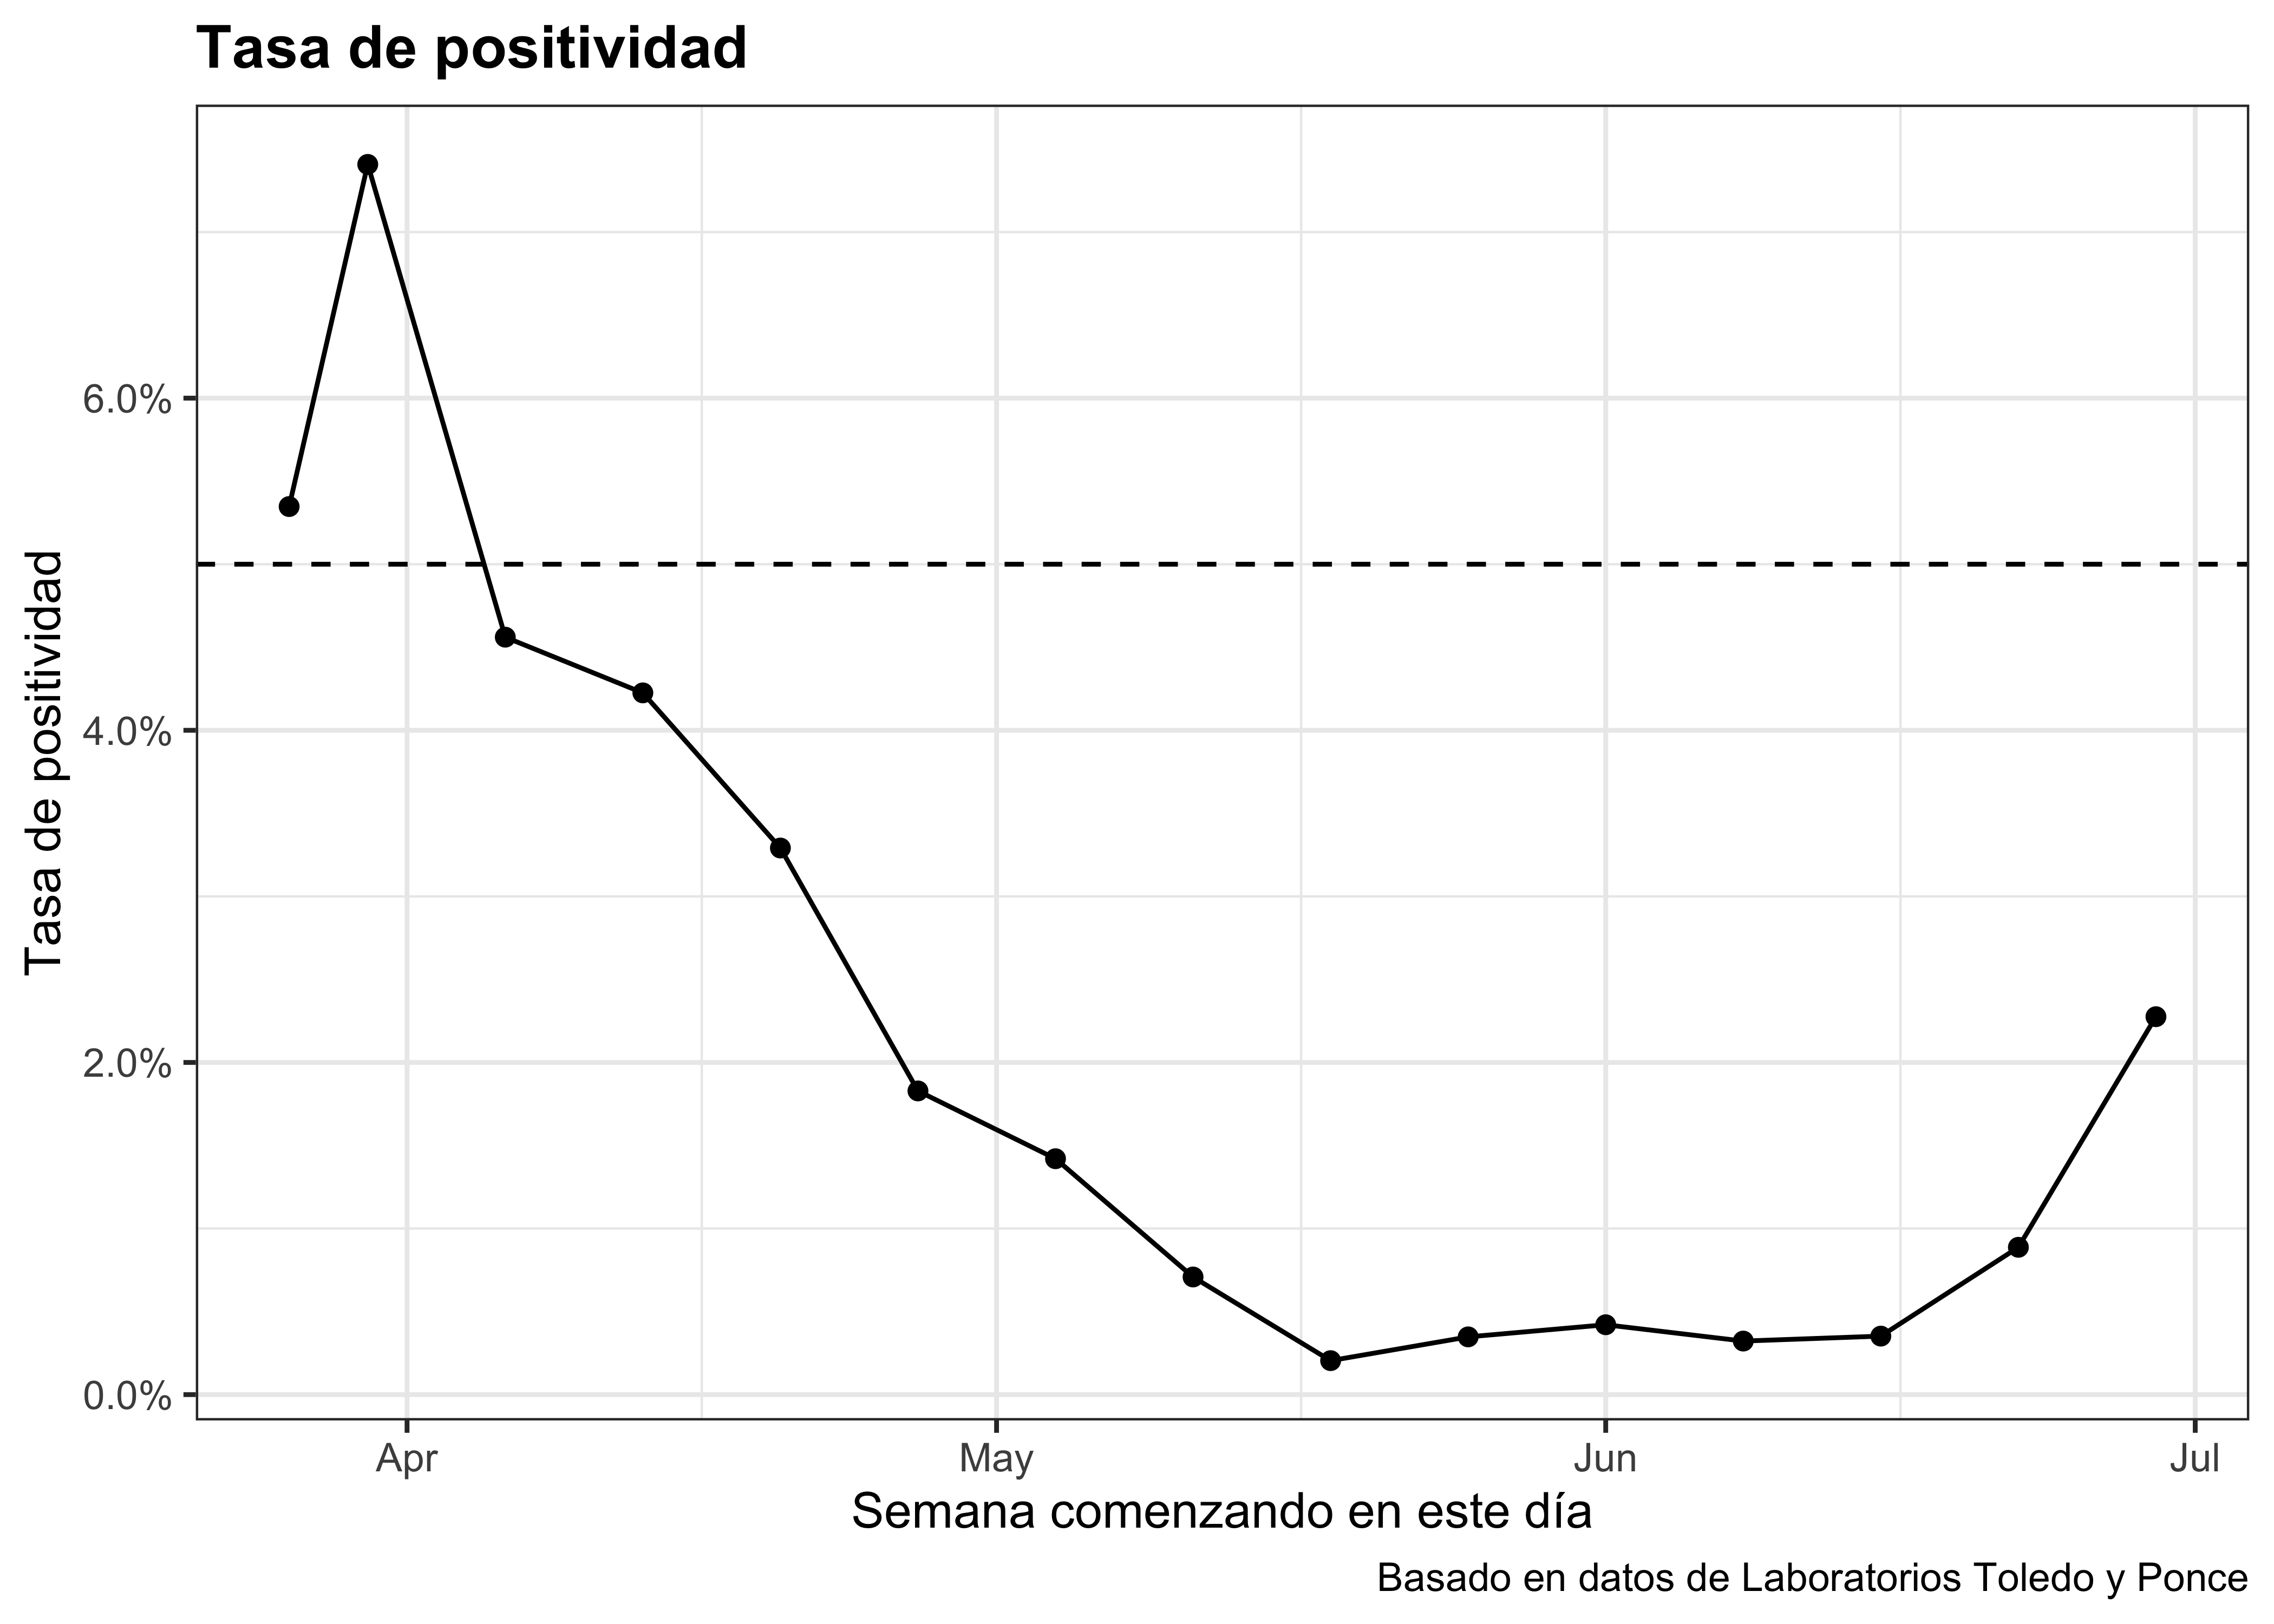 Tasa de positividad
Tasa de positividad
6.0%
4.0%
2.0%
0.0%
Apr May Jun Jul
Semana comenzando en este día
Basado en datos de Laboratorios Toledo y Ponce